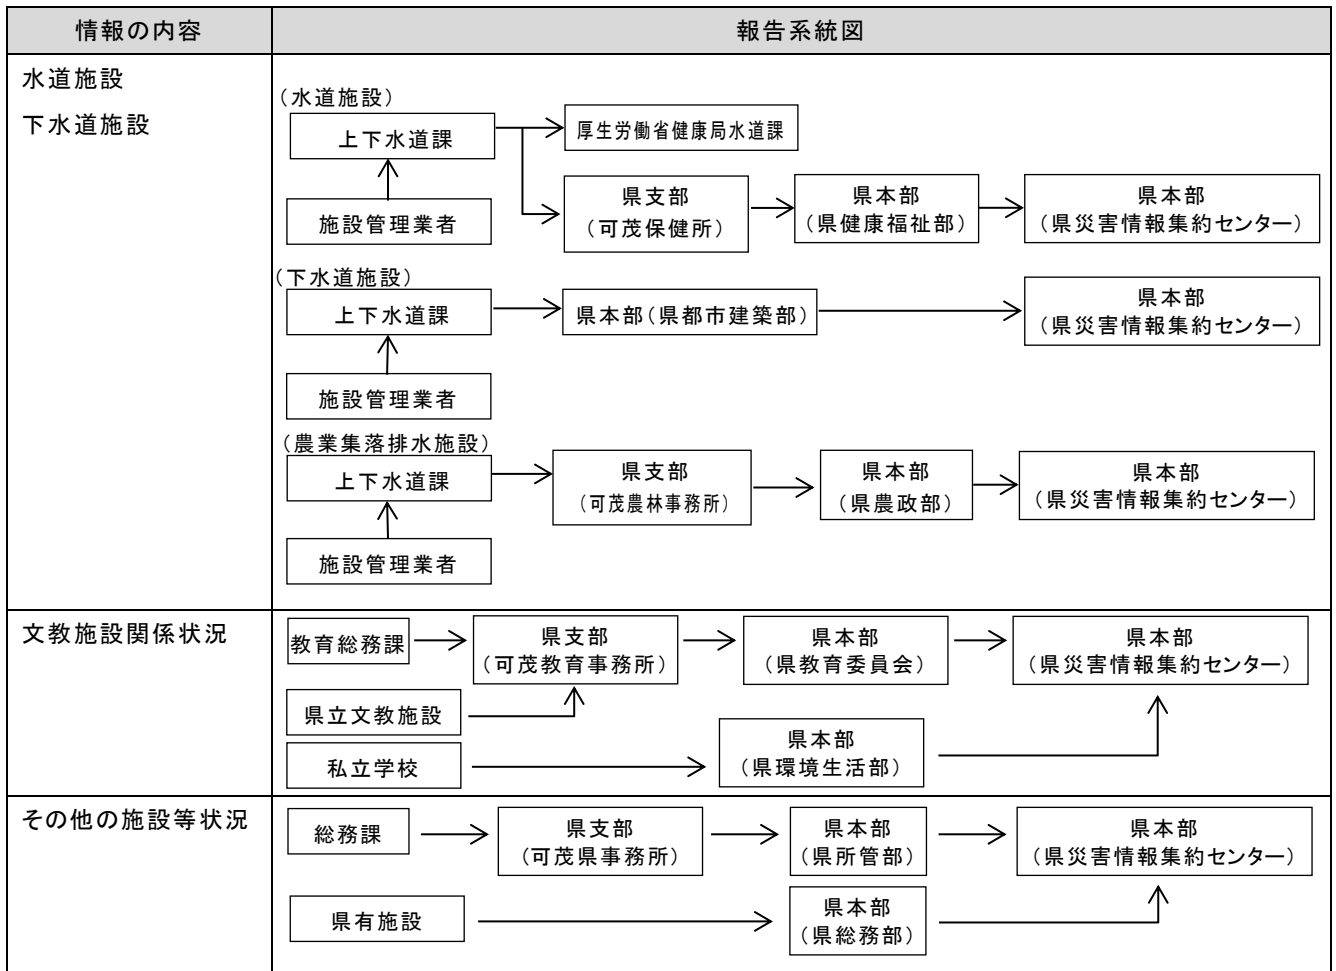 情報の内容
報告系統図
水道施設
下水道施設
（水道施設）
上下水道課
厚生労働省健康局水道課
施設管理業者
県支部
（可茂保健所）
県本部
（県健康福祉部）
県本部
（県災害情報集約センター）
（下水道施設）
上下水道課
県本部（県都市建築部）
県本部
（県災害情報集約センター）
施設管理業者
（農業集落排水施設）
上下水道課
県支部
（可茂農林事務所）
県本部
（県農政部）
県本部
（県災害情報集約センター）
施設管理業者
文教施設関係状況
教育総務課
県支部
（可茂教育事務所）
県本部
（県教育委員会）
県本部
（県災害情報集約センター）
県立文教施設
私立学校
県本部
（県環境生活部）
その他の施設等状況
総務課
県支部
（可茂県事務所）
県本部
（県所管部）
県本部
（県災害情報集約センター）
県有施設
県本部
（県総務部）